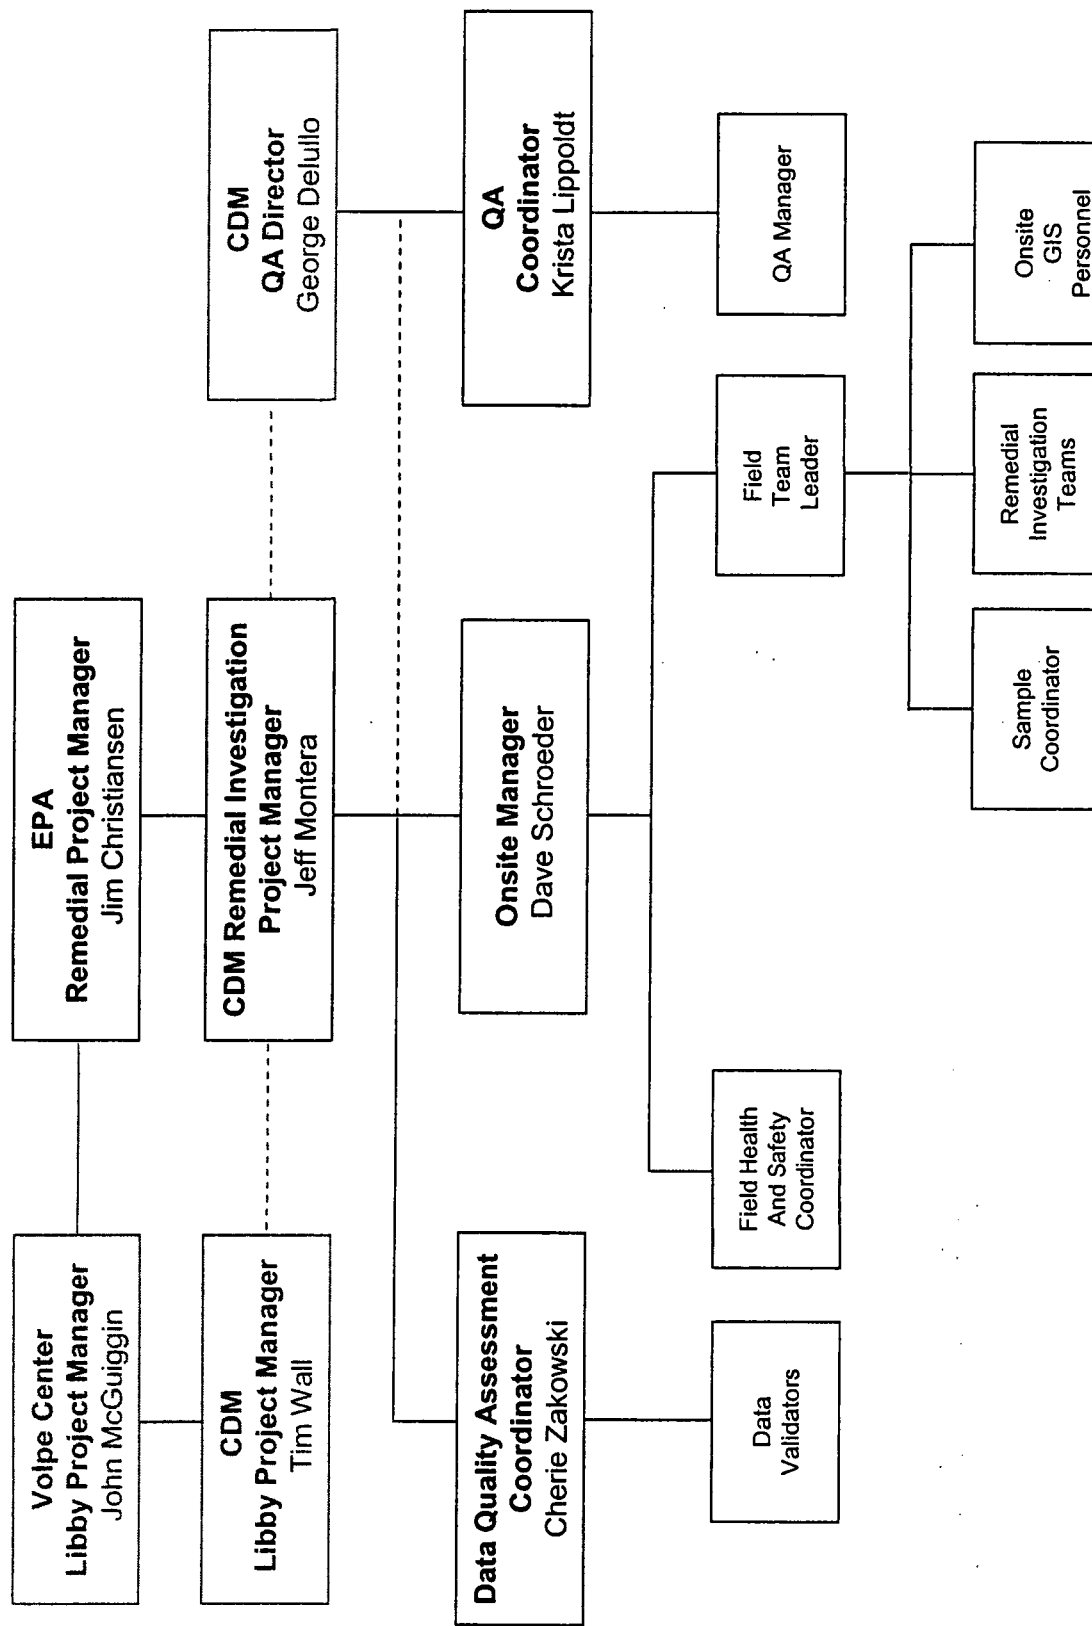 Volpe Center
Libby Project Manager
John McGuiggin
EPA
Remedial Project Manager
Jim Christiansen
CDM
Libby Project Manager
Tim Wall
CDM Remedial Investigation
Project Manager
Jeff Montera
CDM
QA Director
George Delullo
Data Quality Assessment
Coordinator
Cherie Zakowski
Onsite Manager
Dave Schroeder
QA
Coordinator
Krista Lippoldt
Data
Validators
Field Health
And Safety
Coordinator
Field
Team
Leader
QA Manager
Sample
Coordinator
Remedial
Investigation
Teams
Onsite
GIS
Personnel